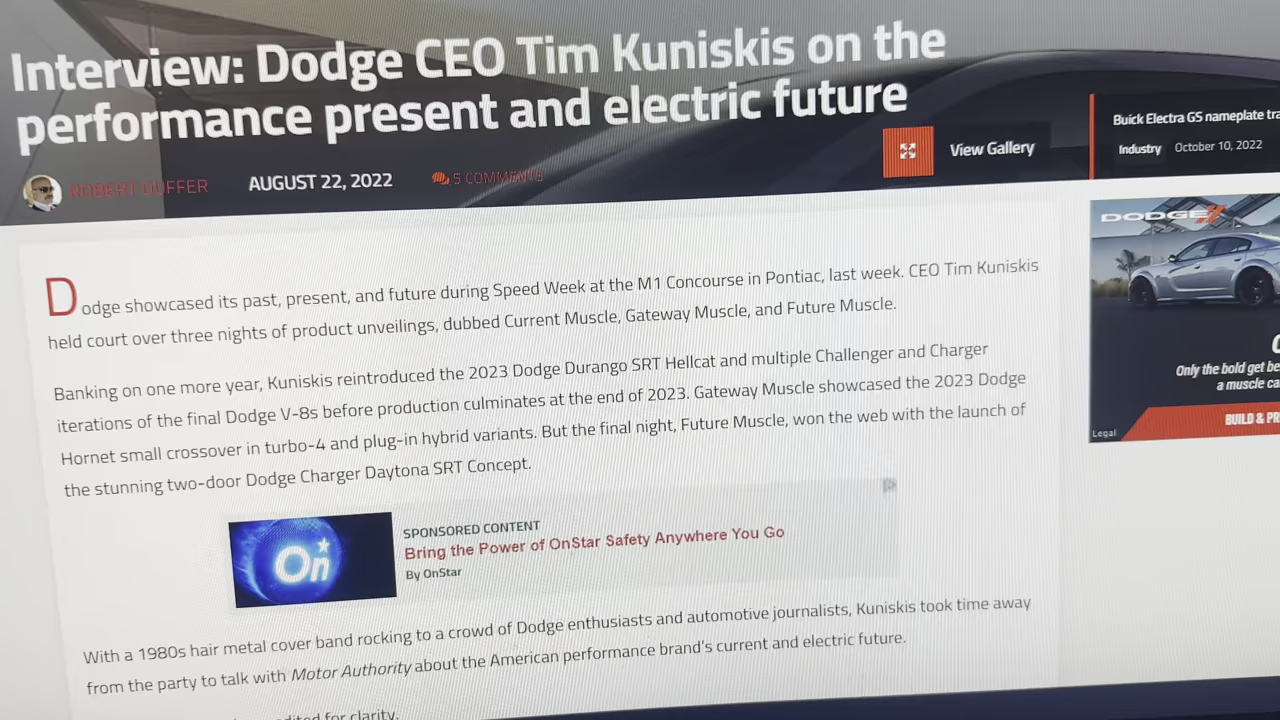 Interview: Dodge CEO Tim Kuniskis on the
performance present and electric future
ROBERT DUFFER
AUGUST 22, 2022
5 COMMENTS
View Gallery
Buick Electra GS nameplate tra
Industry
October 10, 2022
Dodge showcased its past, present, and future during Speed Week at the M1 Concourse in Pontiac, last week. CEO Tim Kuniskis
held court over three nights of product unveilings, dubbed Current Muscle, Gateway Muscle, and Future Muscle.
Banking on one more year, Kuniskis reintroduced the 2023 Dodge Durango SRT Hellcat and multiple Challenger and Charger
iterations of the final Dodge V-8s before production culminates at the end of 2023. Gateway Muscle showcased the 2023 Dodge
Hornet small crossover in turbo-4 and plug-in hybrid variants. But the final night, Future Muscle, won the web with the launch of
the stunning two-door Dodge Charger Daytona SRT Concept.
DODGE
Only the bold get be
a muscle ca
BUILD & PR
Legal
On
SPONSORED CONTENT
Bring the Power of OnStar Safety Anywhere You Go
By OnStar
With a 1980s hair metal cover band rocking to a crowd of Dodge enthusiasts and automotive journalists, Kuniskis took time away
from the party to talk with Motor Authority about the American performance brand's current and electric future.
for clarity.